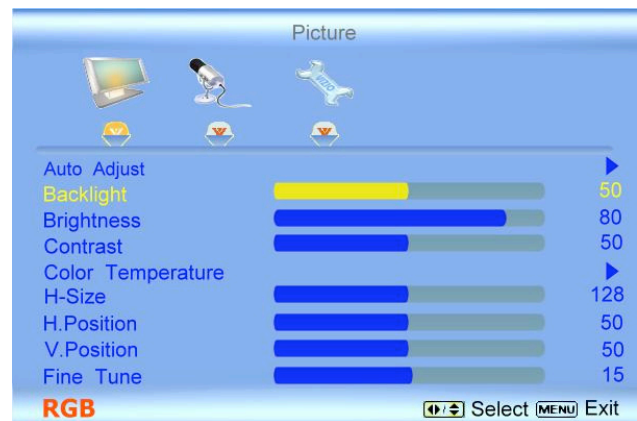 Picture
VIZIO
Auto Adjust
Backlight 50
Brightness 80
Contrast 50
Color Temperature
H-Size 128
H.Position 50
V.Position 50
Fine Tune 15
RGB Select MENU Exit